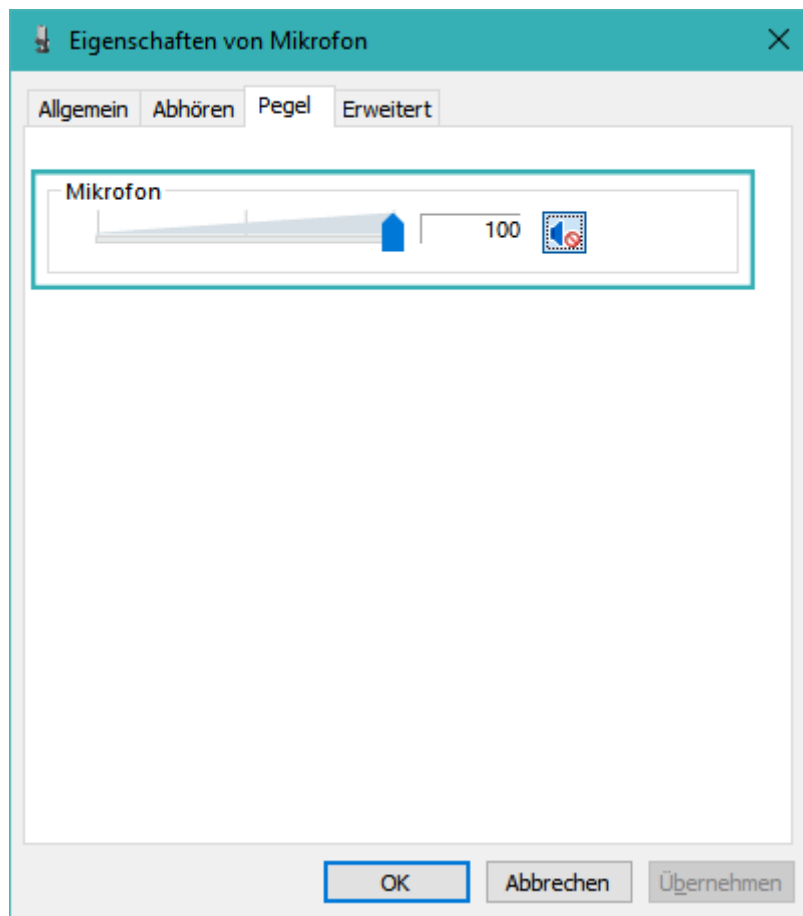 Eigenschaften von Mikrofon
Allgemein Abhören Pegel Erweitert
Mikrofon
100
OK Abbrechen Übernehmen